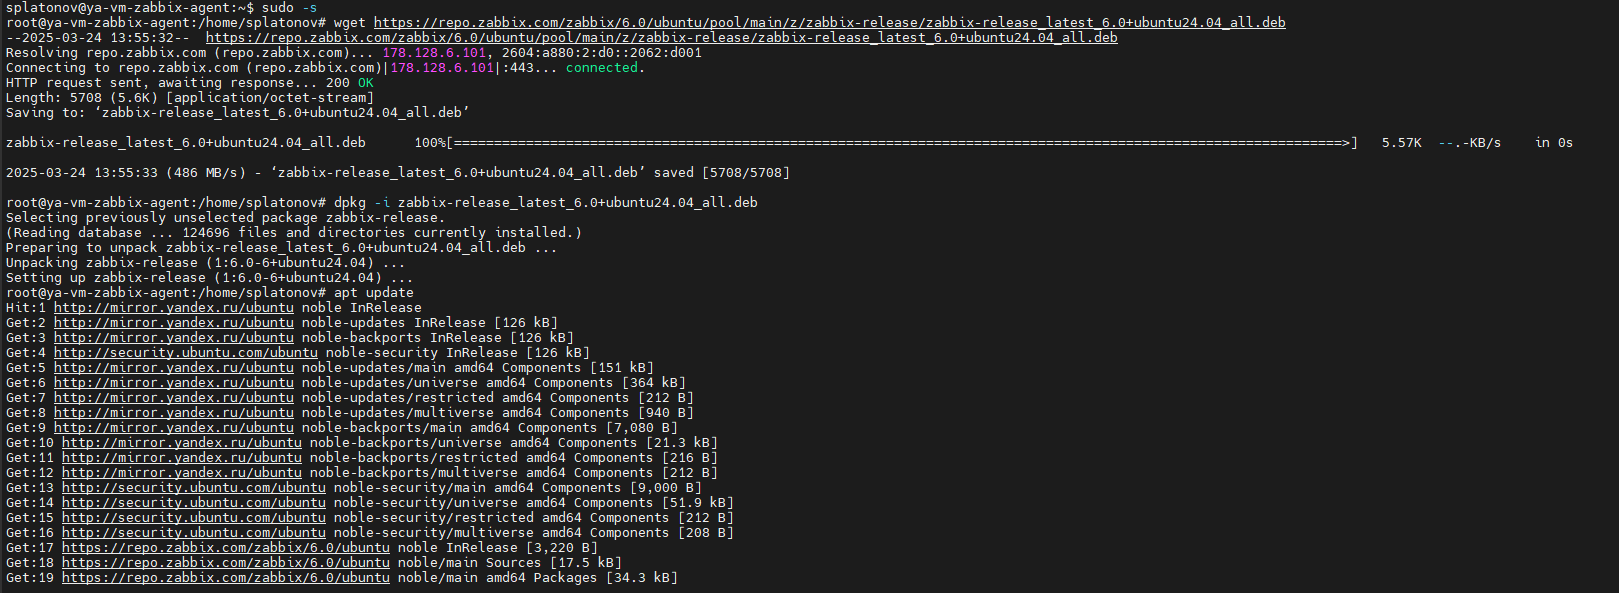 splatonov@ya-vm-zabbix-agent:~$ sudo -s
root@ya-vm-zabbix-agent:/home/splatonov# wget https://repo.zabbix.com/zabbix/6.0/ubuntu/pool/main/z/zabbix-release/zabbix-release_latest_6.0+ubuntu24.04_all.deb
--2025-03-24 13:55:32--  https://repo.zabbix.com/zabbix/6.0/ubuntu/pool/main/z/zabbix-release/zabbix-release_latest_6.0+ubuntu24.04_all.deb
Resolving repo.zabbix.com (repo.zabbix.com)... 178.128.6.101, 2604:a880:2:d0::2062:d001
Connecting to repo.zabbix.com (repo.zabbix.com)|178.128.6.101|:443... connected.
HTTP request sent, awaiting response... 200 OK
Length: 5708 (5.6K) [application/octet-stream]
Saving to: ‘zabbix-release_latest_6.0+ubuntu24.04_all.deb’
zabbix-release_latest_6.0+ubuntu24.04_all.deb      100%[===============================================================================================================>]   5.57K  --.-KB/s    in 0s
2025-03-24 13:55:33 (486 MB/s) - ‘zabbix-release_latest_6.0+ubuntu24.04_all.deb’ saved [5708/5708]
root@ya-vm-zabbix-agent:/home/splatonov# dpkg -i zabbix-release_latest_6.0+ubuntu24.04_all.deb
Selecting previously unselected package zabbix-release.
(Reading database ... 124696 files and directories currently installed.)
Preparing to unpack zabbix-release_latest_6.0+ubuntu24.04_all.deb ...
Unpacking zabbix-release (1:6.0-6+ubuntu24.04) ...
Setting up zabbix-release (1:6.0-6+ubuntu24.04) ...
root@ya-vm-zabbix-agent:/home/splatonov# apt update
Hit:1 http://mirror.yandex.ru/ubuntu noble InRelease
Get:2 http://mirror.yandex.ru/ubuntu noble-updates InRelease [126 kB]
Get:3 http://mirror.yandex.ru/ubuntu noble-backports InRelease [126 kB]
Get:4 http://security.ubuntu.com/ubuntu noble-security InRelease [126 kB]
Get:5 http://mirror.yandex.ru/ubuntu noble-updates/main amd64 Components [151 kB]
Get:6 http://mirror.yandex.ru/ubuntu noble-updates/universe amd64 Components [364 kB]
Get:7 http://mirror.yandex.ru/ubuntu noble-updates/restricted amd64 Components [212 B]
Get:8 http://mirror.yandex.ru/ubuntu noble-updates/multiverse amd64 Components [940 B]
Get:9 http://mirror.yandex.ru/ubuntu noble-backports/main amd64 Components [7,080 B]
Get:10 http://mirror.yandex.ru/ubuntu noble-backports/universe amd64 Components [21.3 kB]
Get:11 http://mirror.yandex.ru/ubuntu noble-backports/restricted amd64 Components [216 B]
Get:12 http://mirror.yandex.ru/ubuntu noble-backports/multiverse amd64 Components [212 B]
Get:13 http://security.ubuntu.com/ubuntu noble-security/main amd64 Components [9,000 B]
Get:14 http://security.ubuntu.com/ubuntu noble-security/universe amd64 Components [51.9 kB]
Get:15 http://security.ubuntu.com/ubuntu noble-security/restricted amd64 Components [212 B]
Get:16 http://security.ubuntu.com/ubuntu noble-security/multiverse amd64 Components [208 B]
Get:17 https://repo.zabbix.com/zabbix/6.0/ubuntu noble InRelease [3,220 B]
Get:18 https://repo.zabbix.com/zabbix/6.0/ubuntu noble/main Sources [17.5 kB]
Get:19 https://repo.zabbix.com/zabbix/6.0/ubuntu noble/main amd64 Packages [34.3 kB]